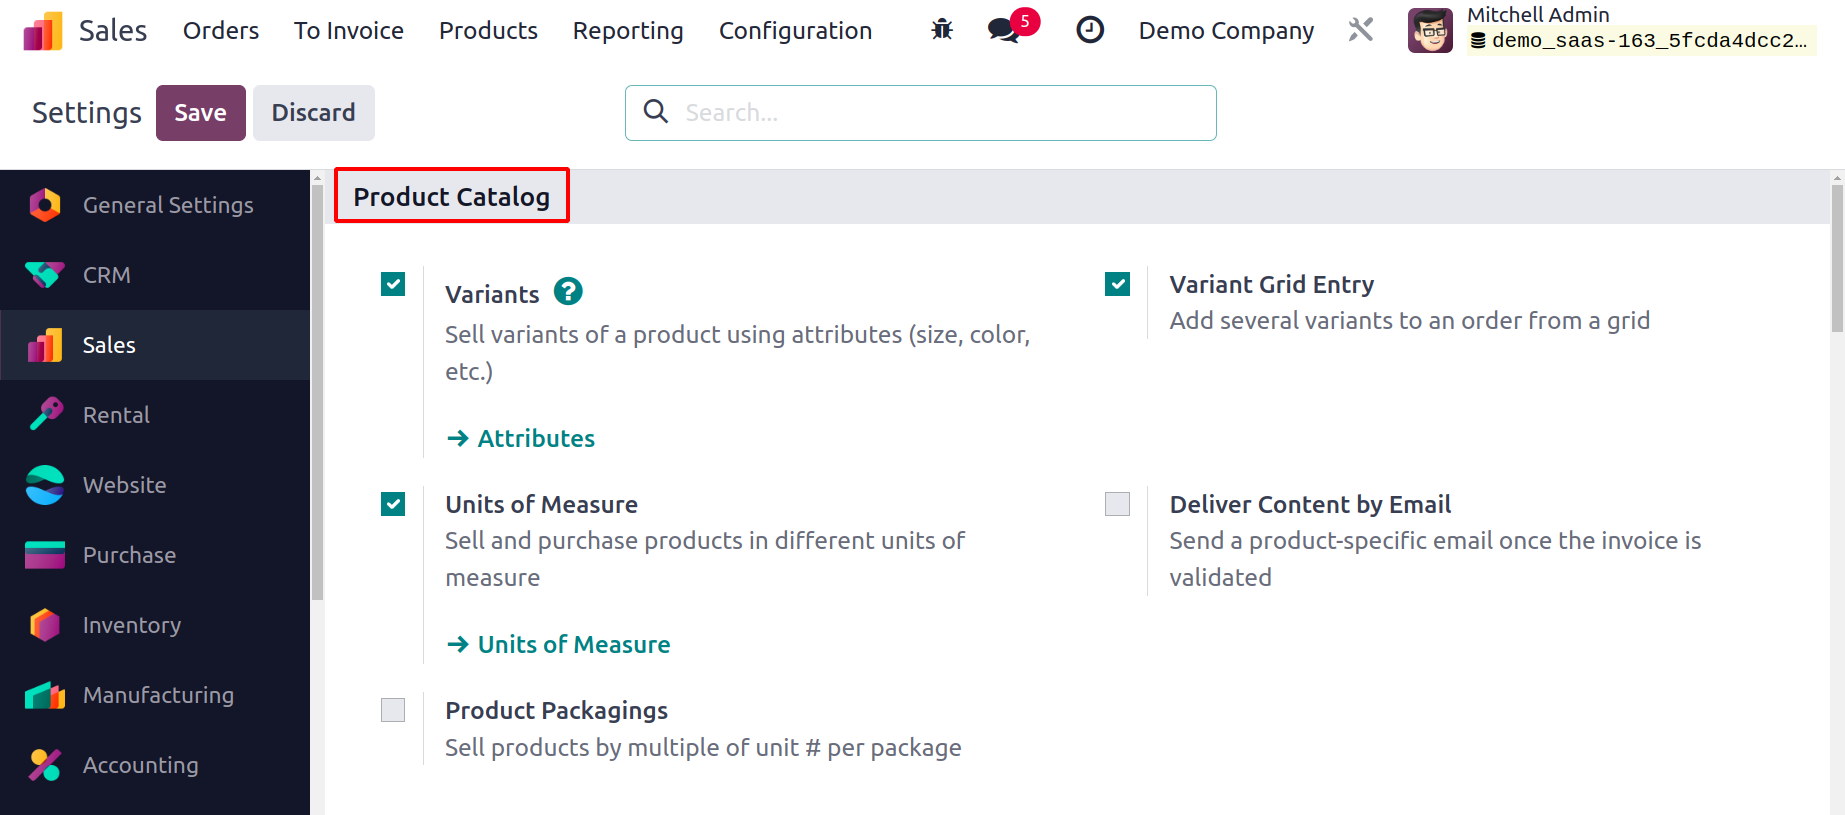 Sales Orders To Invoice Products Reporting Configuration 5 Demo Company Mitchell Admin
demo_saas-163_5fcda4dcc2...
Settings Save Discard Search...
General Settings
CRM
Sales
Rental
Website
Purchase
Inventory
Manufacturing
Accounting
Product Catalog
Variants ?
Sell variants of a product using attributes (size, color,
etc.)
→ Attributes
Variant Grid Entry
Add several variants to an order from a grid
Units of Measure
Sell and purchase products in different units of
measure
→ Units of Measure
Deliver Content by Email
Send a product-specific email once the invoice is
validated
Product Packagings
Sell products by multiple of unit # per package